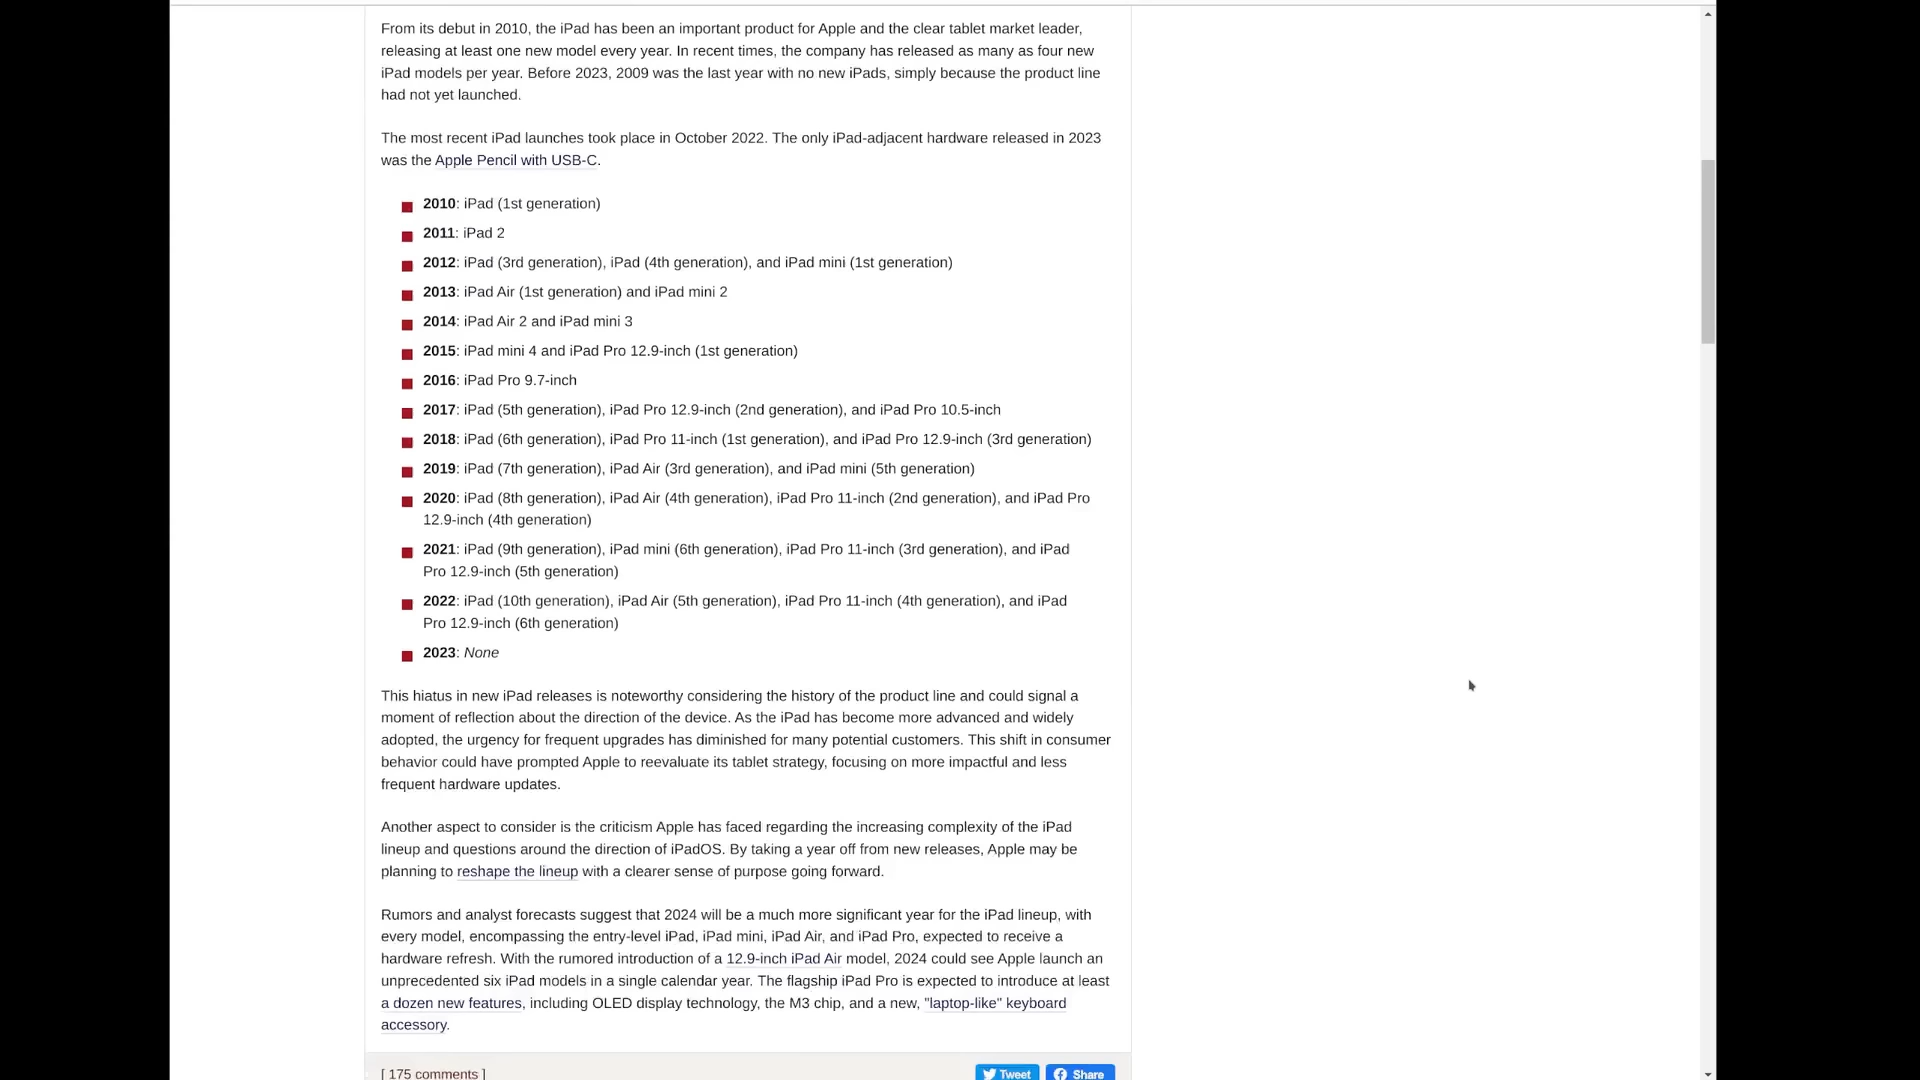 From its debut in 2010, the iPad has been an important product for Apple and the clear tablet market leader,
releasing at least one new model every year. In recent times, the company has released as many as four new
iPad models per year. Before 2023, 2009 was the last year with no new iPads, simply because the product line
had not yet launched.
The most recent iPad launches took place in October 2022. The only iPad-adjacent hardware released in 2023
was the Apple Pencil with USB-C.
2010: iPad (1st generation)
2011: iPad 2
2012: iPad (3rd generation), iPad (4th generation), and iPad mini (1st generation)
2013: iPad Air (1st generation) and iPad mini 2
2014: iPad Air 2 and iPad mini 3
2015: iPad mini 4 and iPad Pro 12.9-inch (1st generation)
2016: iPad Pro 9.7-inch
2017: iPad (5th generation), iPad Pro 12.9-inch (2nd generation), and iPad Pro 10.5-inch
2018: iPad (6th generation), iPad Pro 11-inch (1st generation), and iPad Pro 12.9-inch (3rd generation)
2019: iPad (7th generation), iPad Air (3rd generation), and iPad mini (5th generation)
2020: iPad (8th generation), iPad Air (4th generation), iPad Pro 11-inch (2nd generation), and iPad Pro
12.9-inch (4th generation)
2021: iPad (9th generation), iPad mini (6th generation), iPad Pro 11-inch (3rd generation), and iPad
Pro 12.9-inch (5th generation)
2022: iPad (10th generation), iPad Air (5th generation), iPad Pro 11-inch (4th generation), and iPad
Pro 12.9-inch (6th generation)
2023: None
This hiatus in new iPad releases is noteworthy considering the history of the product line and could signal a
moment of reflection about the direction of the device. As the iPad has become more advanced and widely
adopted, the urgency for frequent upgrades has diminished for many potential customers. This shift in consumer
behavior could have prompted Apple to reevaluate its tablet strategy, focusing on more impactful and less
frequent hardware updates.
Another aspect to consider is the criticism Apple has faced regarding the increasing complexity of the iPad
lineup and questions around the direction of iPadOS. By taking a year off from new releases, Apple may be
planning to reshape the lineup with a clearer sense of purpose going forward.
Rumors and analyst forecasts suggest that 2024 will be a much more significant year for the iPad lineup, with
every model, encompassing the entry-level iPad, iPad mini, iPad Air, and iPad Pro, expected to receive a
hardware refresh. With the rumored introduction of a 12.9-inch iPad Air model, 2024 could see Apple launch an
unprecedented six iPad models in a single calendar year. The flagship iPad Pro is expected to introduce at least
a dozen new features, including OLED display technology, the M3 chip, and a new, "laptop-like" keyboard
accessory.
[ 175 comments ]
Tweet
Share